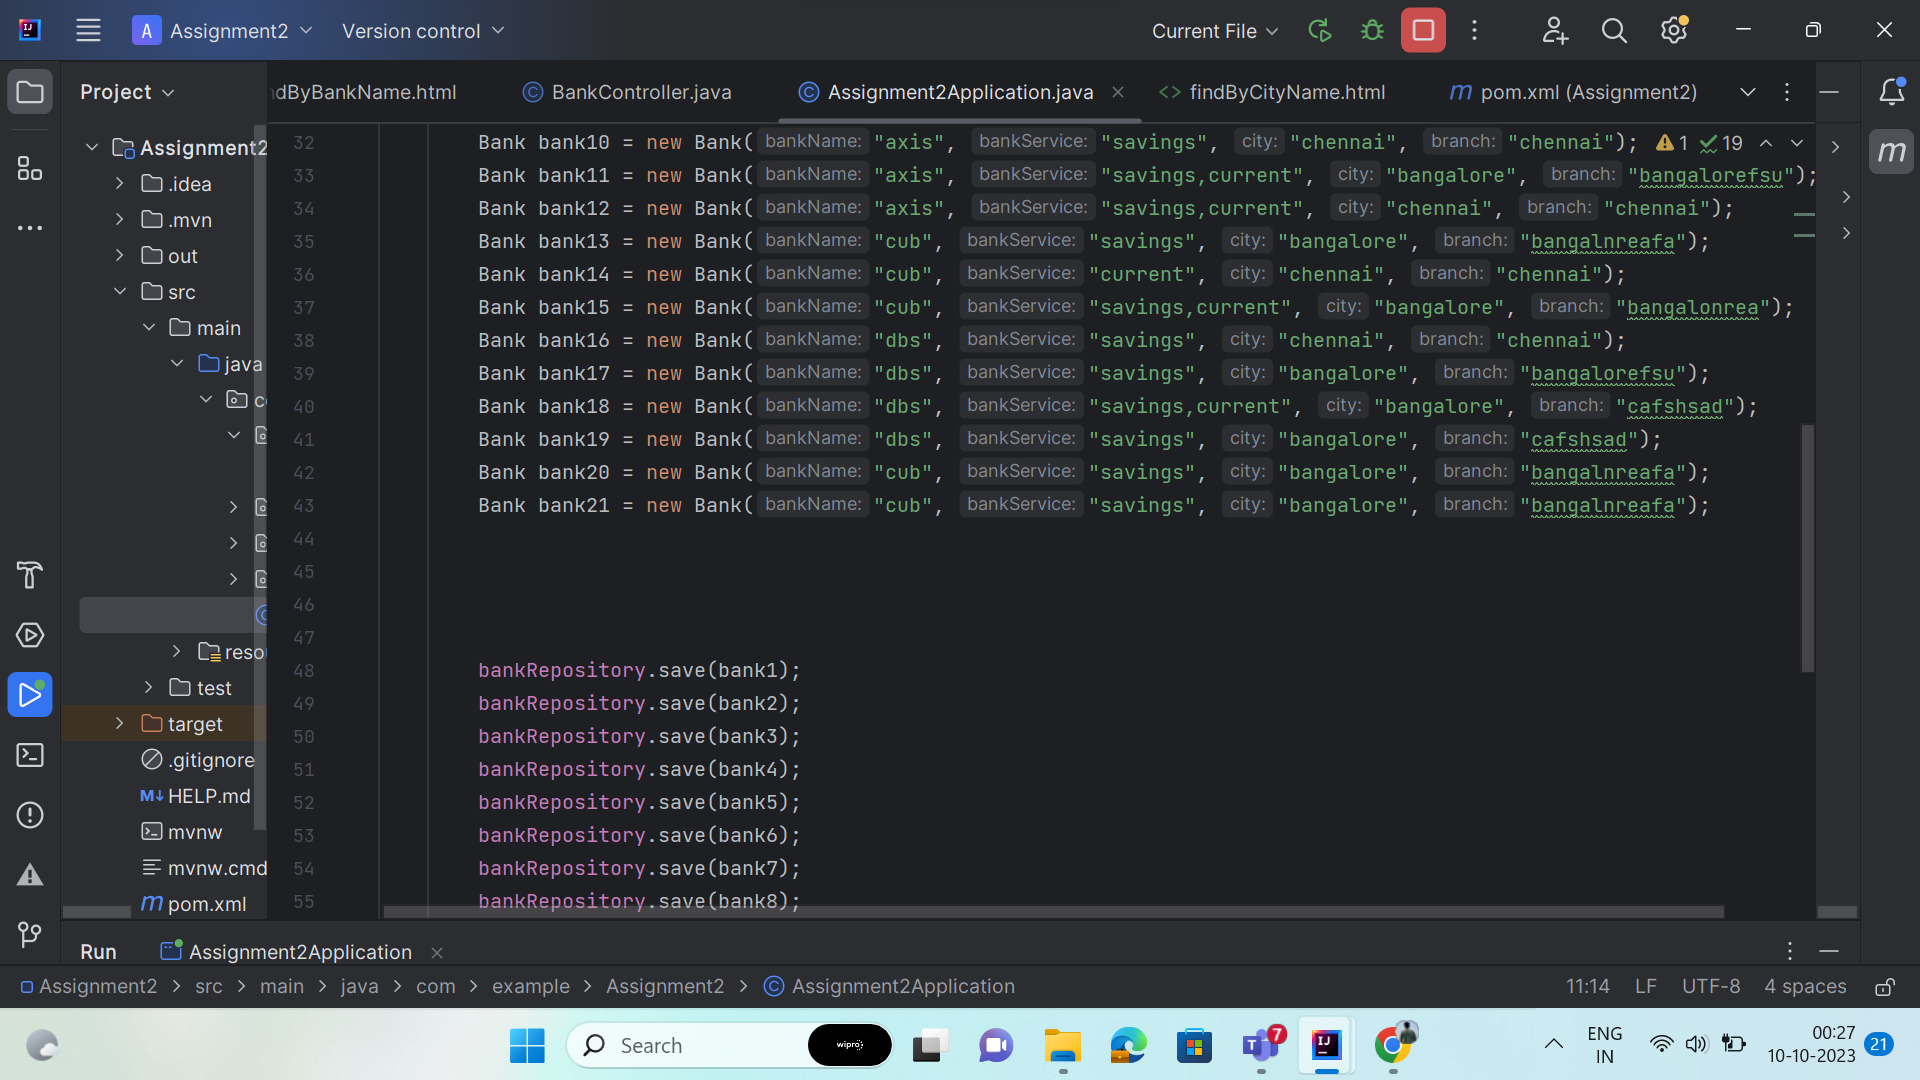 A Assignment2 Version control Current File
Project
ndByBankName.html BankController.java Assignment2Application.java findByCityName.html pom.xml (Assignment2)
Assignment2
.idea
.mvn
out
src
main
java
test
target
.gitignore
HELP.md
mvnw
mvnw.cmd
pom.xml
32 Bank bank10 = new Bank( bankName: "axis", bankService: "savings", city: "chennai", branch: "chennai"); 1 19
33 Bank bank11 = new Bank( bankName: "axis", bankService: "savings,current", city: "bangalore", branch: "bangalorefsu");
34 Bank bank12 = new Bank( bankName: "axis", bankService: "savings,current", city: "chennai", branch: "chennai");
35 Bank bank13 = new Bank( bankName: "cub", bankService: "savings", city: "bangalore", branch: "bangalnreafa");
36 Bank bank14 = new Bank( bankName: "cub", bankService: "current", city: "chennai", branch: "chennai");
37 Bank bank15 = new Bank( bankName: "cub", bankService: "savings,current", city: "bangalore", branch: "bangalonrea");
38 Bank bank16 = new Bank( bankName: "dbs", bankService: "savings", city: "chennai", branch: "chennai");
39 Bank bank17 = new Bank( bankName: "dbs", bankService: "savings", city: "bangalore", branch: "bangalorefsu");
40 Bank bank18 = new Bank( bankName: "dbs", bankService: "savings,current", city: "bangalore", branch: "cafshsad");
41 Bank bank19 = new Bank( bankName: "dbs", bankService: "savings", city: "bangalore", branch: "cafshsad");
42 Bank bank20 = new Bank( bankName: "cub", bankService: "savings", city: "bangalore", branch: "bangalnreafa");
43 Bank bank21 = new Bank( bankName: "cub", bankService: "savings", city: "bangalore", branch: "bangalnreafa");
44
45
46
47
48 bankRepository.save(bank1);
49 bankRepository.save(bank2);
50 bankRepository.save(bank3);
51 bankRepository.save(bank4);
52 bankRepository.save(bank5);
53 bankRepository.save(bank6);
54 bankRepository.save(bank7);
55 bankRepository.save(bank8);
Run Assignment2Application
Assignment2 > src > main > java > com > example > Assignment2 > Assignment2Application 11:14 LF UTF-8 4 spaces
Search wipro 7 ENG 00:27
IN 10-10-2023 21